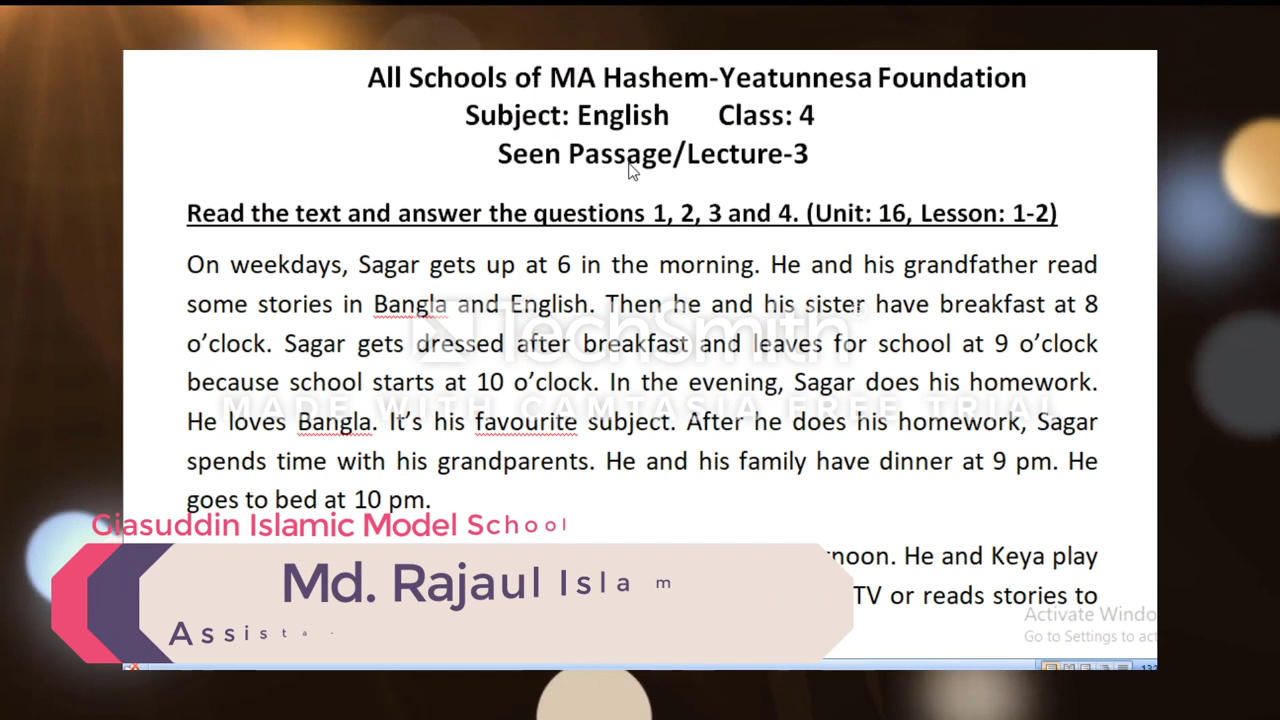 All Schools of MA Hashem-Yeatunnesa Foundation
Subject: English Class: 4
Seen Passage/Lecture-3
Read the text and answer the questions 1, 2, 3 and 4. (Unit: 16, Lesson: 1-2)
On weekdays, Sagar gets up at 6 in the morning. He and his grandfather read
some stories in Bangla and English. Then he and his sister have breakfast at 8
o’clock. Sagar gets dressed after breakfast and leaves for school at 9 o’clock
because school starts at 10 o’clock. In the evening, Sagar does his homework.
He loves Bangla. It’s his favourite subject. After he does his homework, Sagar
spends time with his grandparents. He and his family have dinner at 9 pm. He
goes to bed at 10 pm.
TechSmith
MADE WITH CAMTASIA FREE TRIAL
Giasuddin Islamic Model School
Md. Rajaul Islam
Assista
He and Keya play
TV or reads stories to
Activate Windo
Go to Settings to act